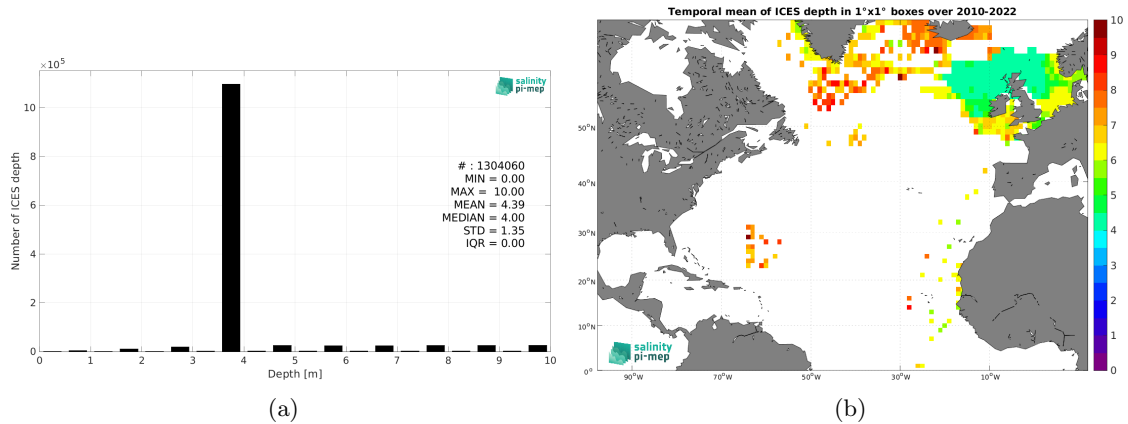 ×10⁵
10
8
6
4
2
0
Number of ICES depth
salinity
pi-mep
# : 1304060
MIN = 0.00
MAX = 10.00
MEAN = 4.39
MEDIAN = 4.00
STD = 1.35
IQR = 0.00
0 1 2 3 4 5 6 7 8 9 10
Depth [m]
(a)
Temporal mean of ICES depth in 1°x1° boxes over 2010-2022
50°N
40°N
30°N
20°N
10°N
0°
90°W 70°W 50°W 30°W 10°W
salinity
pi-mep
10
9
8
7
6
5
4
3
2
1
0
(b)